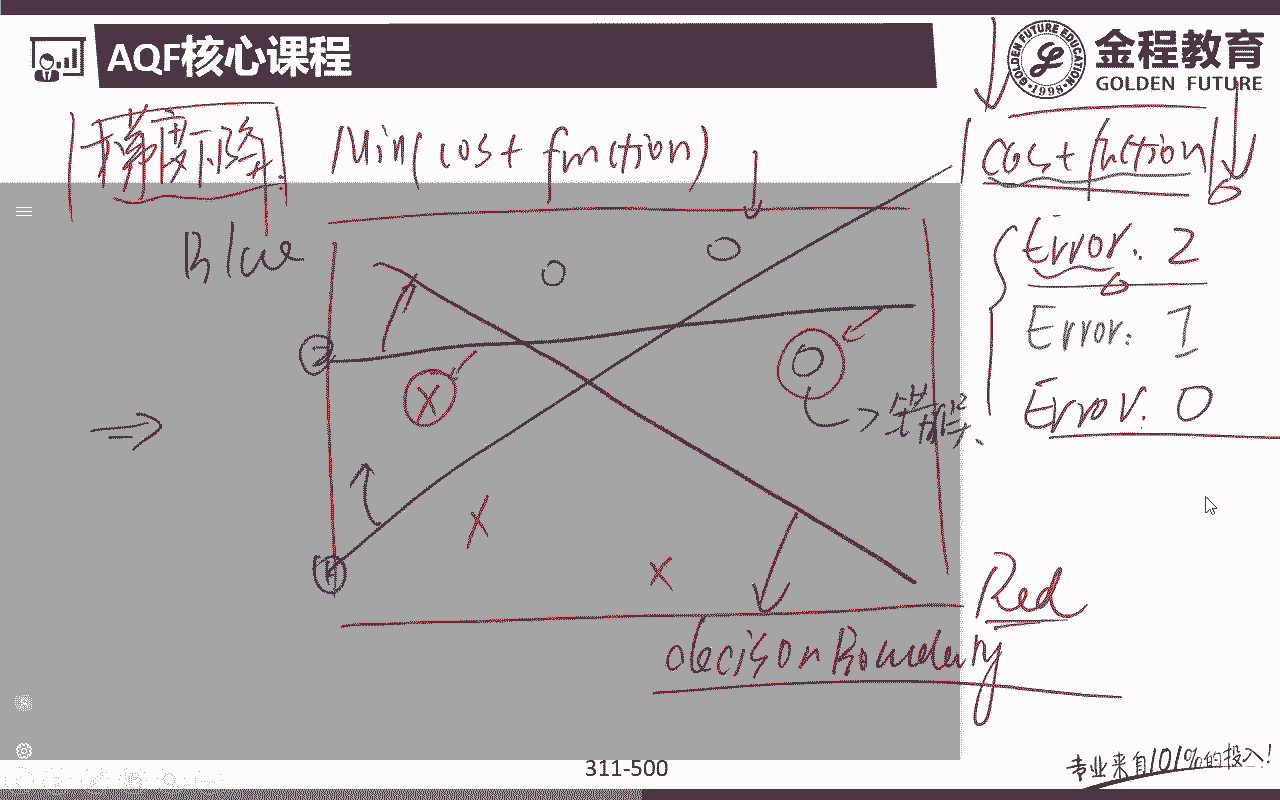 AQF核心课程
金程教育
GOLDEN FUTURE
GOLDEN FUTURE EDUCATION
1998
梯度下降
Min(cost function)
cost function
Blue
Error: 2
Error: 1
Error: 0
X
错误
X
X
Red
decison Boundery
311-500
专业来自101%的投入!